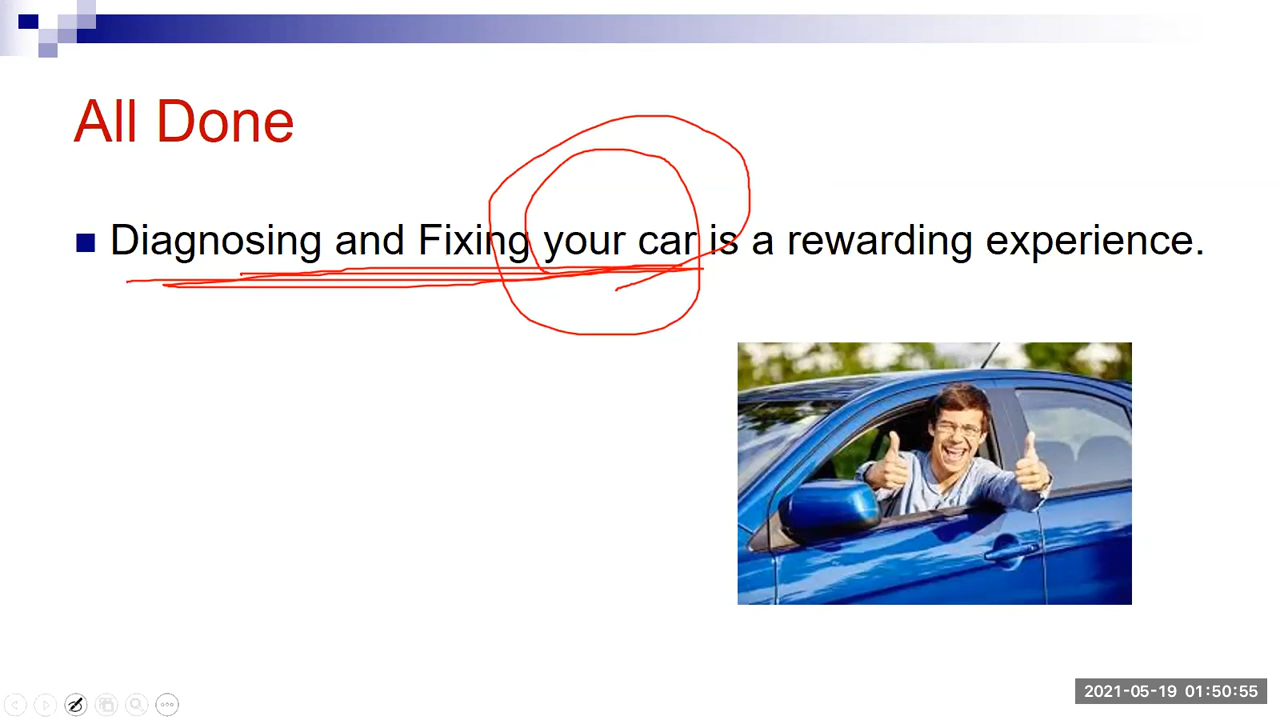 All Done
Diagnosing and Fixing your car is a rewarding experience.
2021-05-19 01:50:55